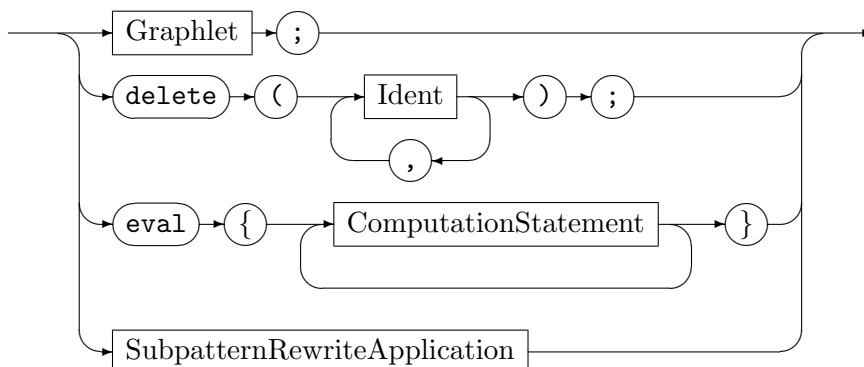 Graphlet ;
delete ( Ident ) ;
,
eval { ComputationStatement }
SubpatternRewriteApplication